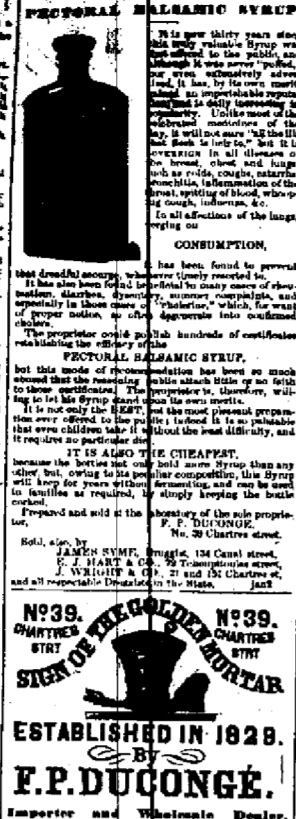 PECTORAL BALSAMIC SYRUP
It is now thirty years since
this truly valuable Syrup was
first offered to the public, and
although it was never "puffed,"
nor even extensively adver-
tised, it has, by its own merit
gained an imperishable reputa-
and is daily increasing in
popularity. Unlike most of the
celebrated medicines of the
day, it will not cure "all the ills
that flesh is heir to," but it is
SOVEREIGN in all diseases of
the breast, chest and lungs
such as colds, coughs, catarrhs
bronchitis, inflammation of the
throat, spitting of blood, whoop-
ing cough, influenza, &c.
In all affections of the lungs
verging on
CONSUMPTION,
it has been found to prevent
that dreadful scourge, whenever timely resorted to.
It has also been found beneficial in many cases of rheu-
matism, diarrhea, dysentery, summer complaints, and
especially in those cases of "cholerine," which, for want
of proper notice, so often degenerate into confirmed
cholera.
The proprietor could publish hundreds of certificates
establishing the efficacy of the
PECTORAL BALSAMIC SYRUP,
but this mode of recommendation has been so much
abused that the reasoning public attach little or no faith
to those certificates. The proprietor is, therefore, will-
ing to let his Syrup stand upon its own merits.
It is not only the BEST, but the most pleasant prepara-
tion ever offered to the public; indeed it is so palatable
that even children take it without the least difficulty, and
it requires no particular diet.
IT IS ALSO THE CHEAPEST,
because the bottles not only hold more Syrup than any
other, but, owing to its peculiar composition, this Syrup
will keep for years without fermenting, and can be used
in families as required, by simply keeping the bottle
corked.
Prepared and sold at the laboratory of the sole proprie-
tor, F. P. DUCONGE,
No. 39 Chartres street.
Sold, also, by
JAMES SYME, Druggist, 134 Canal street,
E. J. HART & CO., 79 Tchoupitoulas street,
J. WRIGHT & CO., 21 and 151 Chartres st,
and all respectable Druggists in the State. jan2
No. 39. CHARTRES STRT
SIGN OF THE GOLDEN MORTAR
No. 39. CHARTRES STRT
ESTABLISHED IN 1829.
BY
F.P. DUCONGÉ.
Importer and Wholesale Dealer,